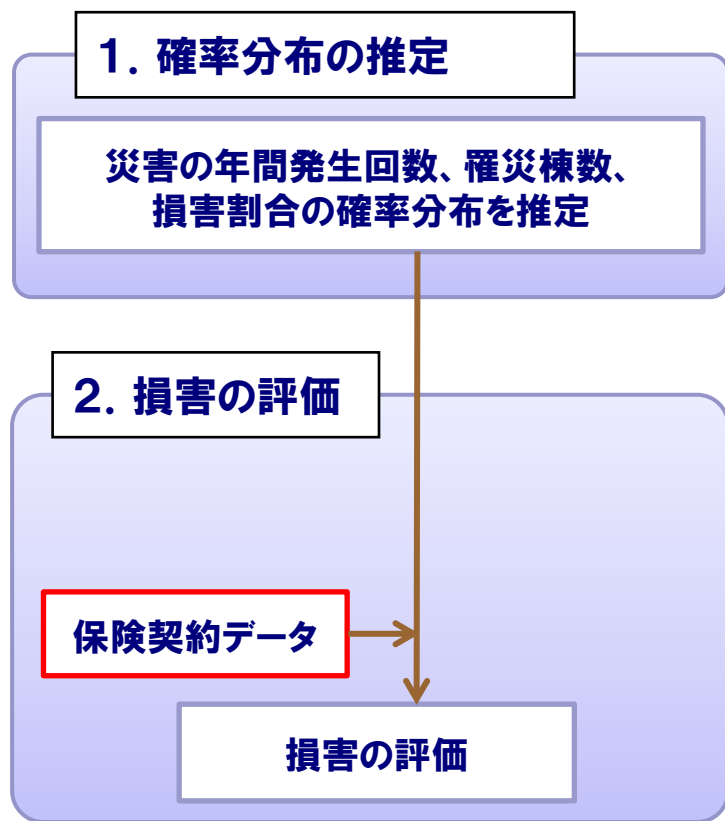 1. 確率分布の推定
災害の年間発生回数、罹災棟数、
損害割合の確率分布を推定
2. 損害の評価
保険契約データ
損害の評価